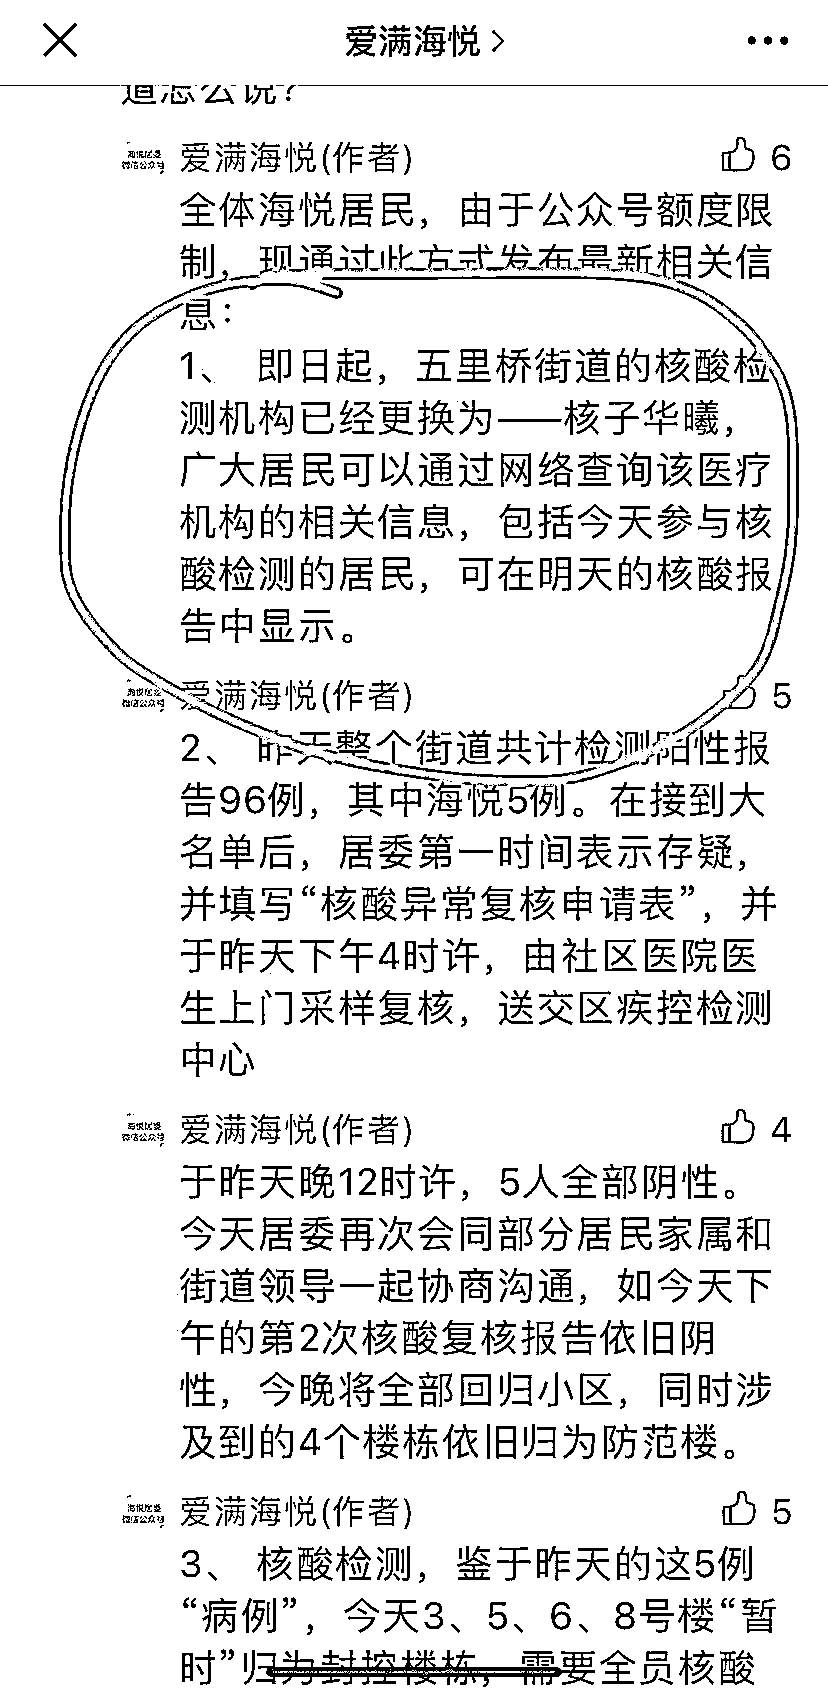 爱满海悦
道怎么说?
爱满海悦(作者) 6
全体海悦居民，由于公众号额度限
制，现通过此方式发布最新相关信
息：
1、 即日起，五里桥街道的核酸检
测机构已经更换为——核子华曦，
广大居民可以通过网络查询该医疗
机构的相关信息，包括今天参与核
酸检测的居民，可在明天的核酸报
告中显示。
爱满海悦(作者) 5
2、 昨天整个街道共计检测阳性报
告96例，其中海悦5例。在接到大
名单后，居委第一时间表示存疑，
并填写“核酸异常复核申请表”，并
于昨天下午4时许，由社区医院医
生上门采样复核，送交区疾控检测
中心
爱满海悦(作者) 4
于昨天晚12时许，5人全部阴性。
今天居委再次会同部分居民家属和
街道领导一起协商沟通，如今天下
午的第2次核酸复核报告依旧阴
性，今晚将全部回归小区，同时涉
及到的4个楼栋依旧归为防范楼。
爱满海悦(作者) 5
3、 核酸检测，鉴于昨天的这5例
“病例”，今天3、5、6、8号楼“暂
时”归为封控楼栋，需要全员核酸